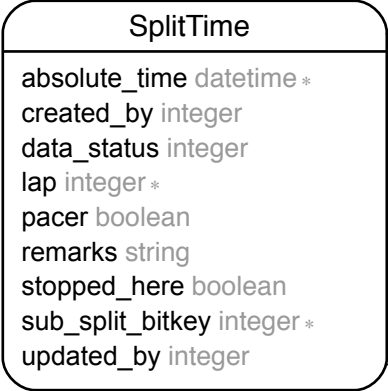 SplitTime
absolute_time datetime *
created_by integer
data_status integer
lap integer *
pacer boolean
remarks string
stopped_here boolean
sub_split_bitkey integer *
updated_by integer